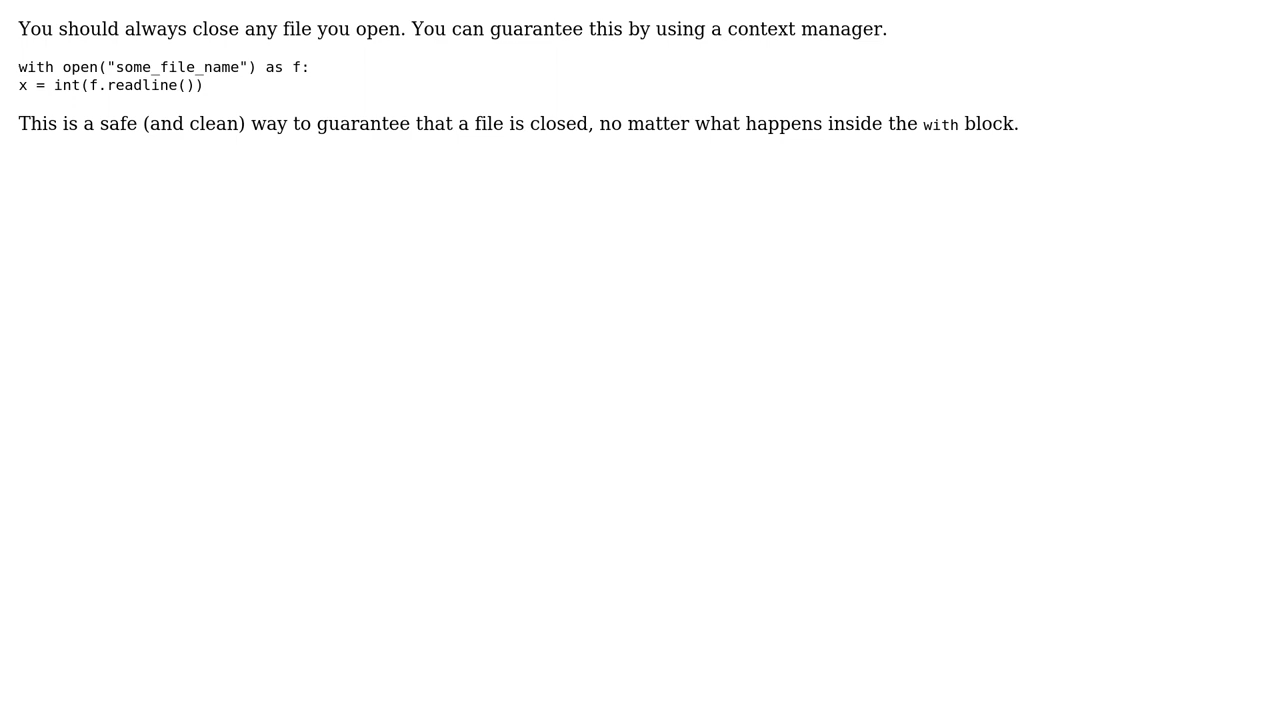 You should always close any file you open. You can guarantee this by using a context manager.
with open("some_file_name") as f:
x = int(f.readline())
This is a safe (and clean) way to guarantee that a file is closed, no matter what happens inside the with block.